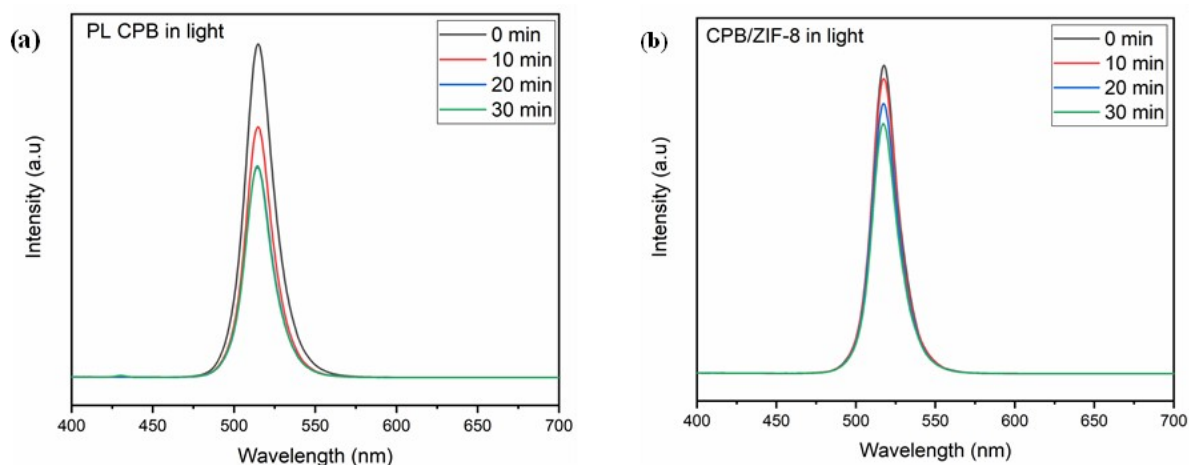 (a)
PL CPB in light
0 min
10 min
20 min
30 min
Intensity (a.u)
400 450 500 550 600 650 700
Wavelength (nm)
(b)
CPB/ZIF-8 in light
0 min
10 min
20 min
30 min
Intensity (a.u)
400 450 500 550 600 650 700
Wavelength (nm)